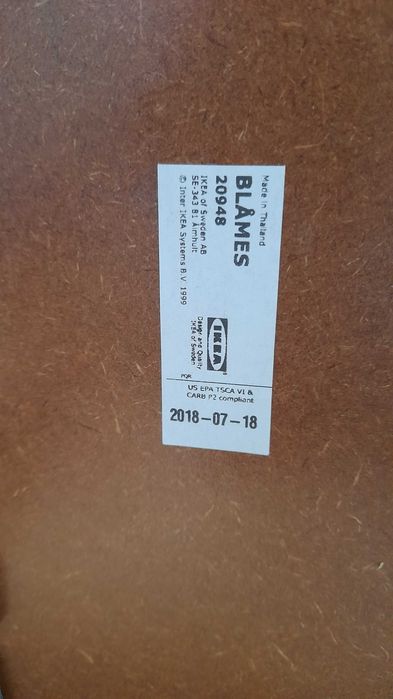 Made in Thailand
BLÅMES
20948
IKEA of Sweden AB
SE-343 81 Älmhult
© Inter IKEA Systems B.V. 1999
IKEA
Design and Quality
IKEA of Sweden
PQR
US EPA TSCA VI &
CARB P2 compliant
2018-07-18